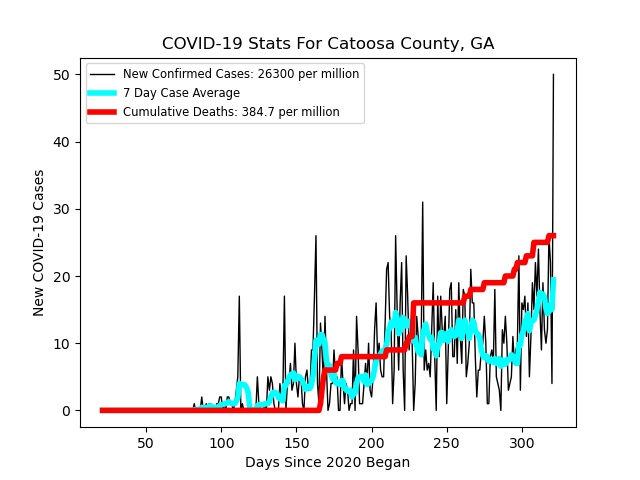 COVID-19 Stats For Catoosa County, GA
New Confirmed Cases: 26300 per million
7 Day Case Average
Cumulative Deaths: 384.7 per million
New COVID-19 Cases
50
40
30
20
10
0
50 100 150 200 250 300
Days Since 2020 Began